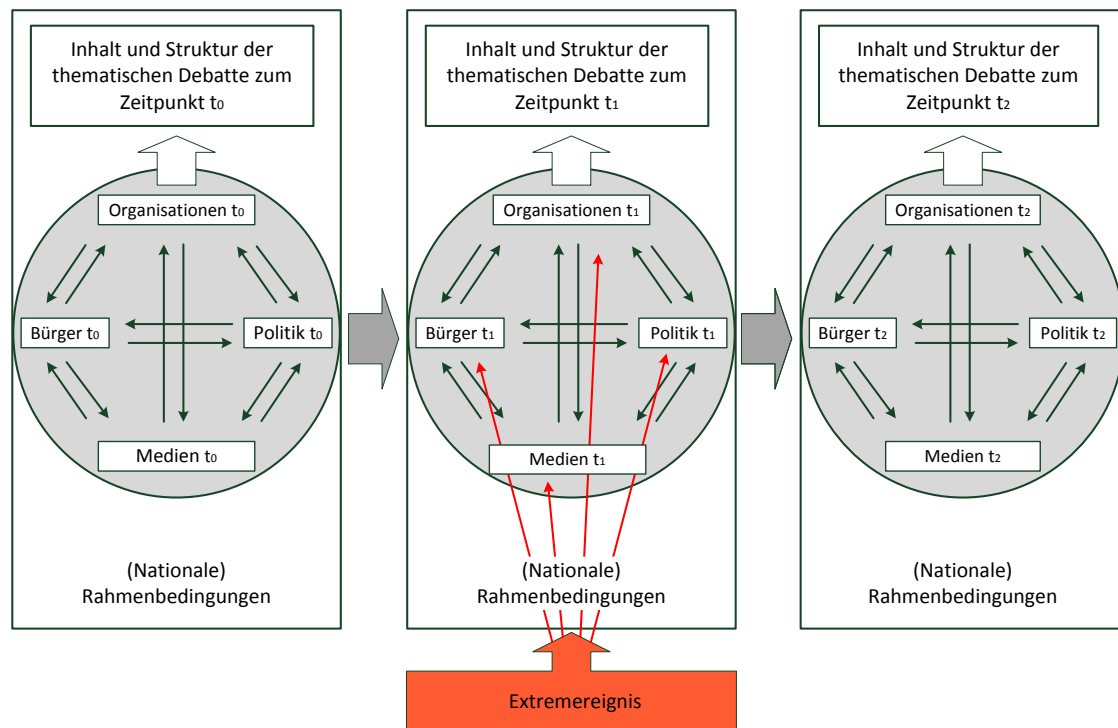 Inhalt und Struktur der
thematischen Debatte zum
Zeitpunkt t₀
Organisationen t₀
Bürger t₀
Politik t₀
Medien t₀
(Nationale)
Rahmenbedingungen
Inhalt und Struktur der
thematischen Debatte zum
Zeitpunkt t₁
Organisationen t₁
Bürger t₁
Politik t₁
Medien t₁
(Nationale)
Rahmenbedingungen
Extremereignis
Inhalt und Struktur der
thematischen Debatte zum
Zeitpunkt t₂
Organisationen t₂
Bürger t₂
Politik t₂
Medien t₂
(Nationale)
Rahmenbedingungen